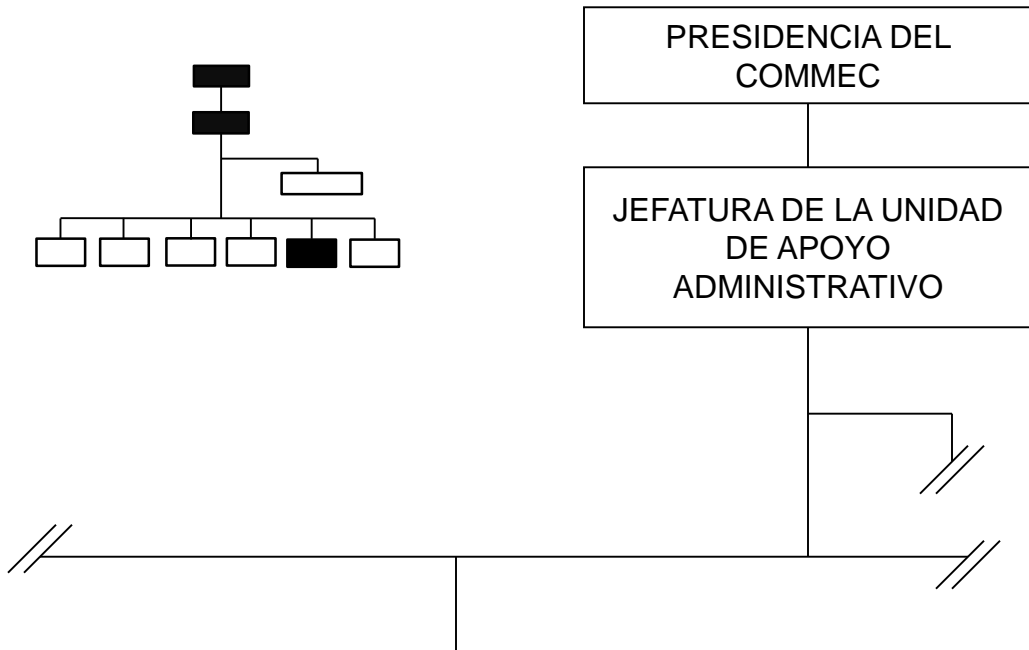 PRESIDENCIA DEL
COMMEC
JEFATURA DE LA UNIDAD
DE APOYO
ADMINISTRATIVO